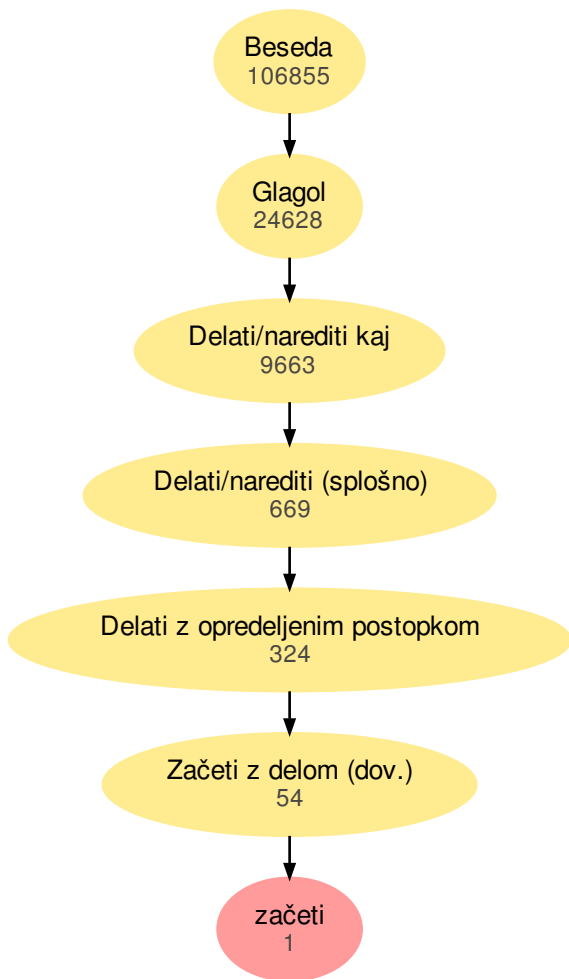 Beseda
106855
Glagol
24628
Delati/narediti kaj
9663
Delati/narediti (splošno)
669
Delati z opredeljenim postopkom
324
Začeti z delom (dov.)
54
začeti
1